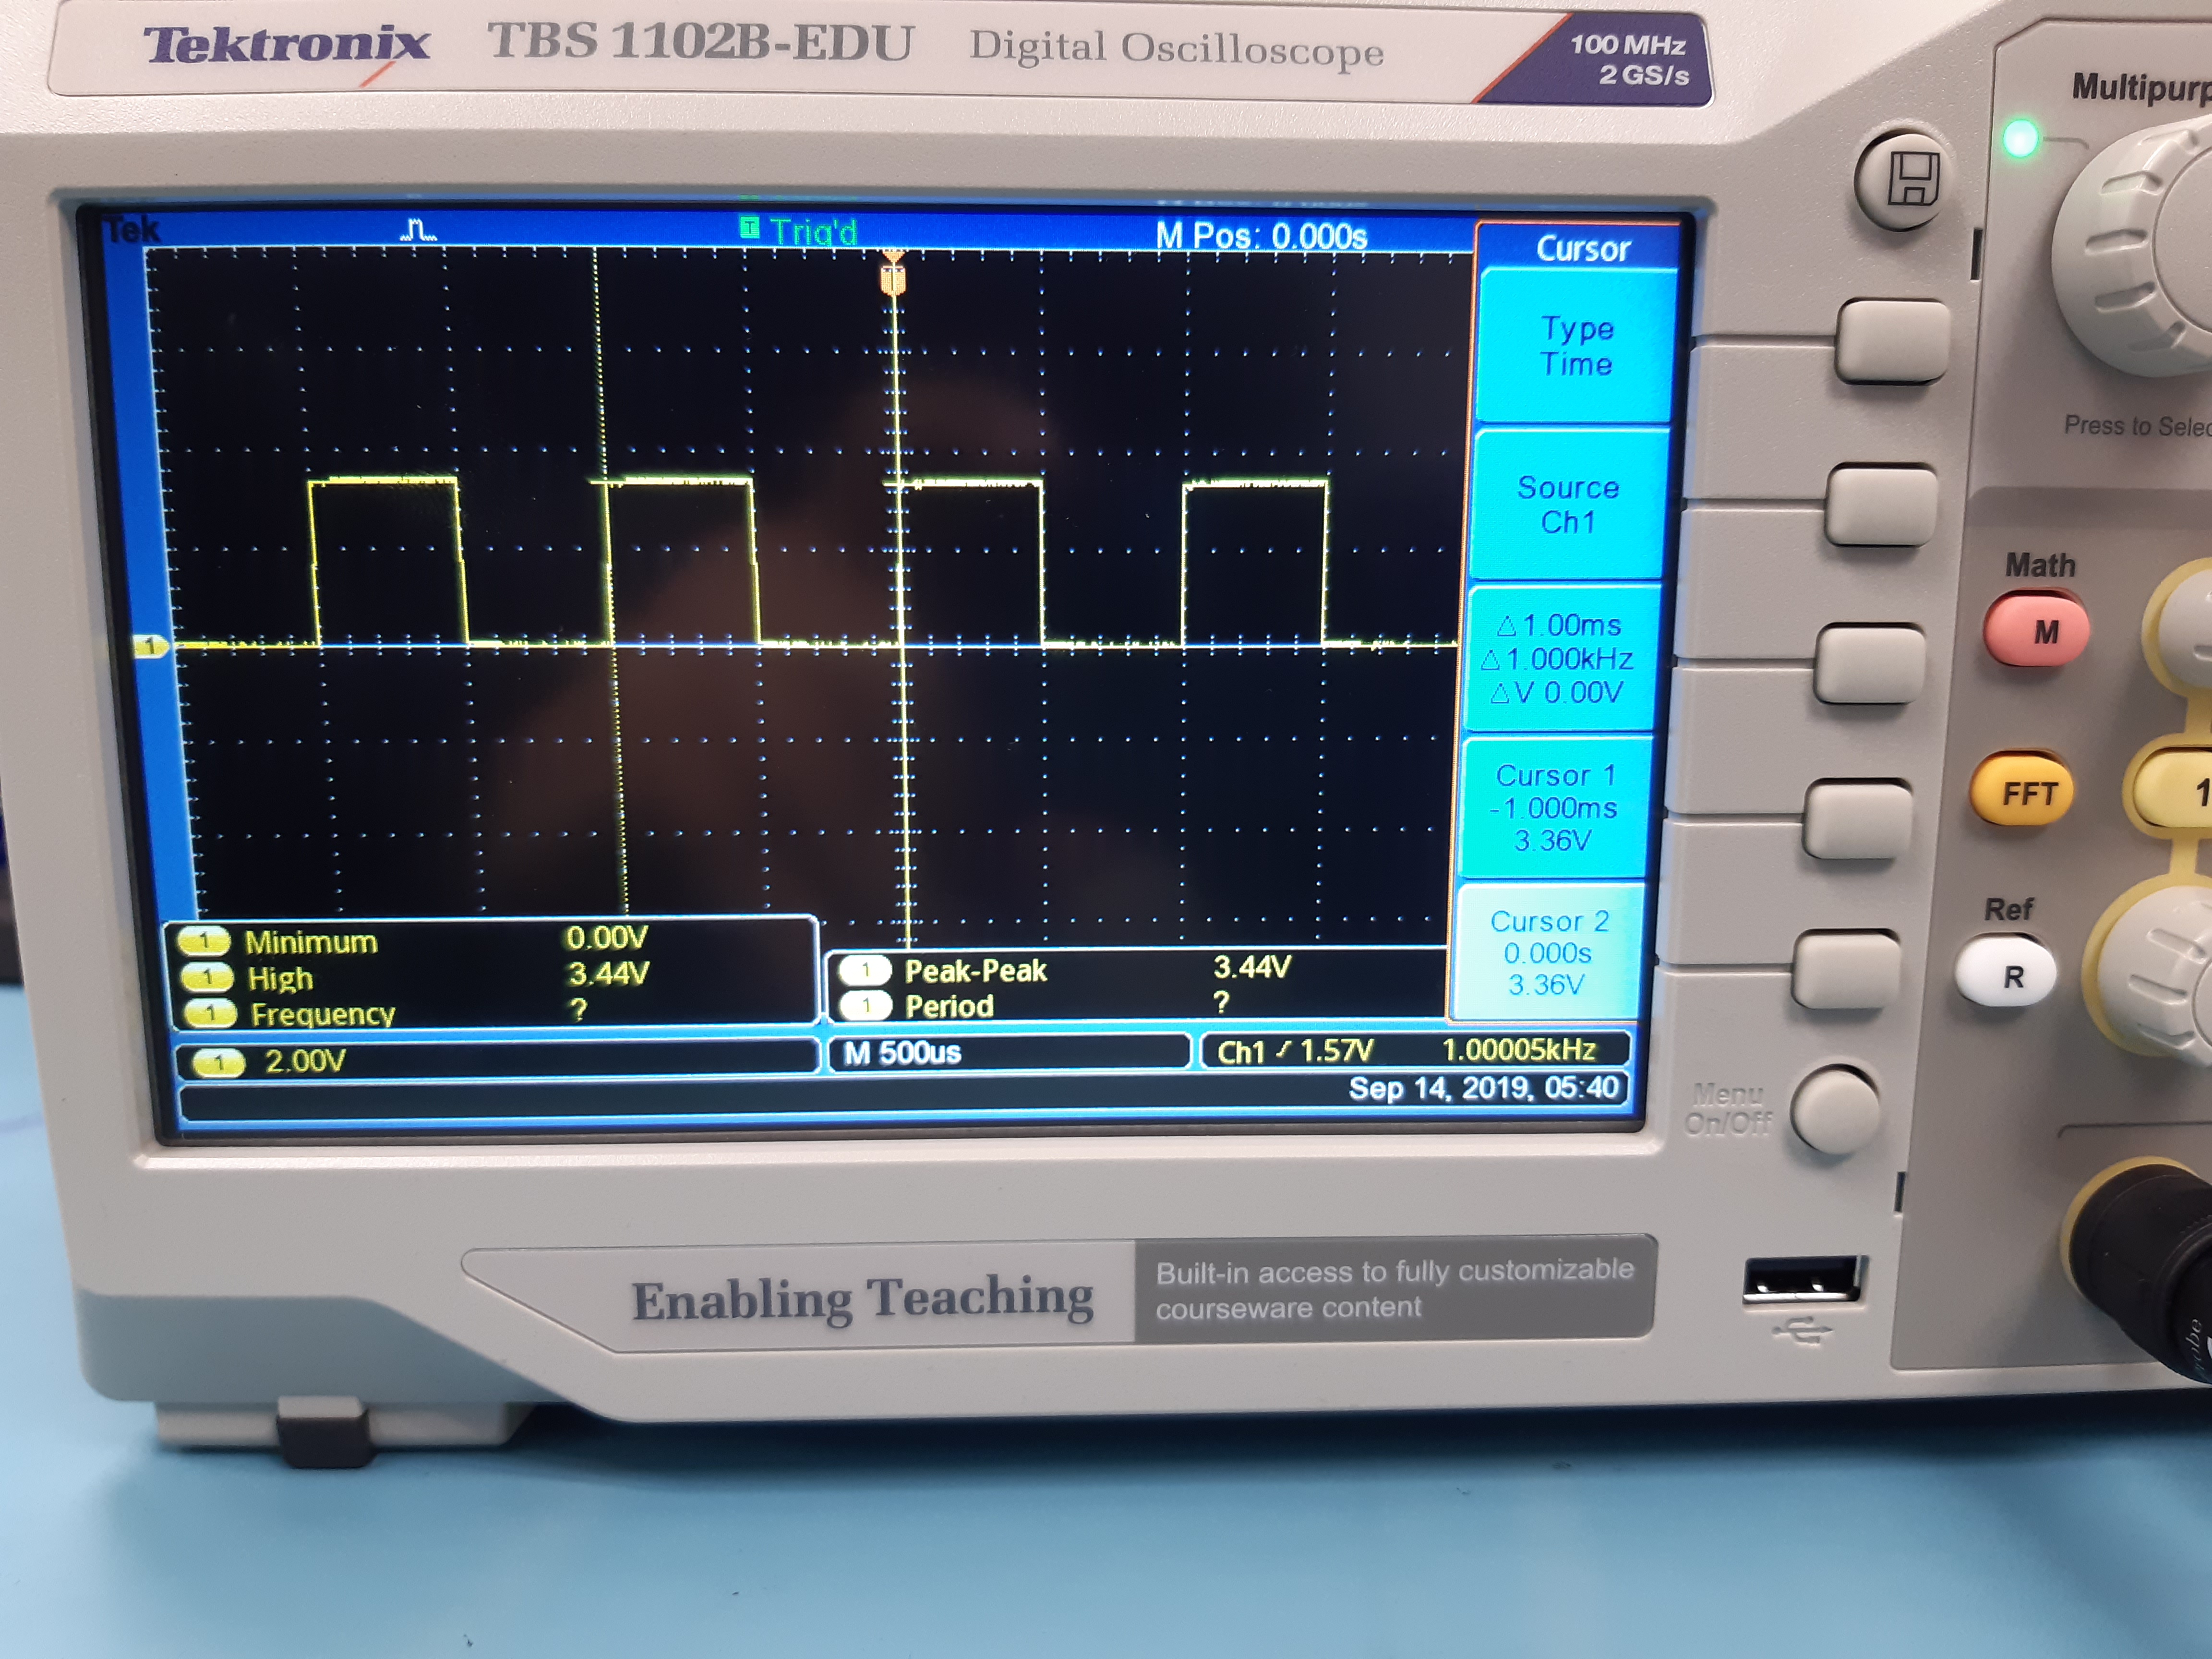 Tektronix TBS 1102B-EDU Digital Oscilloscope
100 MHz
2 GS/s
Multipurp
Press to Selec
Tek
T Trig'd
M Pos: 0.000s
Cursor
Type
Time
Source
Ch1
△1.00ms
△1.000kHz
△V 0.00V
Cursor 1
-1.000ms
3.36V
Cursor 2
0.000s
3.36V
T
1
1 Minimum 0.00V
1 High 3.44V
1 Frequency ?
1 Peak-Peak 3.44V
1 Period ?
1 2.00V
M 500us
Ch1 1.57V 1.00005kHz
Sep 14, 2019, 05:40
Math
M
FFT
1
Ref
R
Menu
On/Off
Enabling Teaching
Built-in access to fully customizable
courseware content